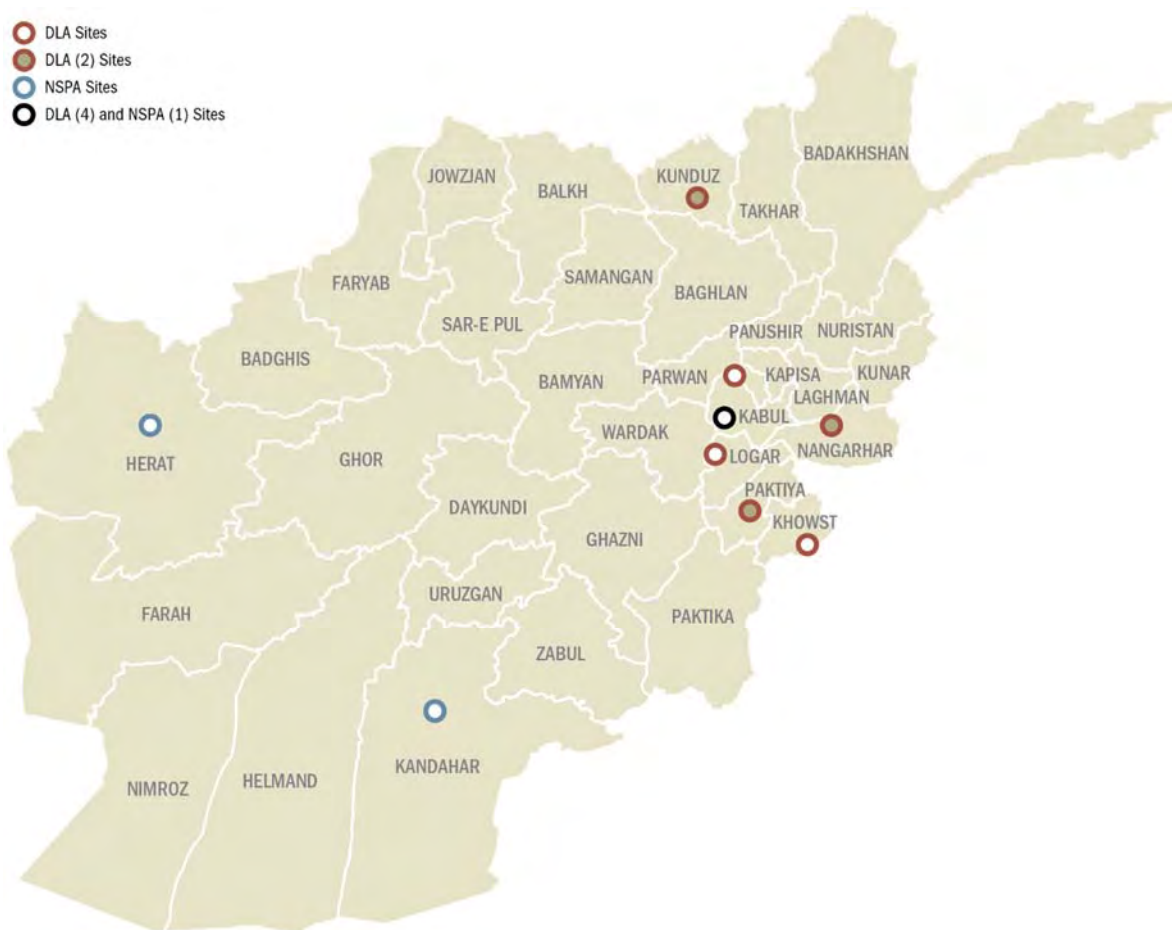 DLA Sites
DLA (2) Sites
NSPA Sites
DLA (4) and NSPA (1) Sites
BADAKHSHAN
JOWZJAN
BALKH
KUNDUZ
TAKHAR
FARYAB
SAMANGAN
BAGHLAN
SAR-E PUL
PANJSHIR
NURISTAN
BADGHIS
BAMYAN
PARWAN
KAPISA
KUNAR
LAGHMAN
KABUL
WARDAK
NANGARHAR
HERAT
GHOR
LOGAR
PAKTIYA
DAYKUNDI
KHOWST
GHAZNI
URUZGAN
FARAH
PAKTIKA
ZABUL
KANDAHAR
HELMAND
NIMROZ